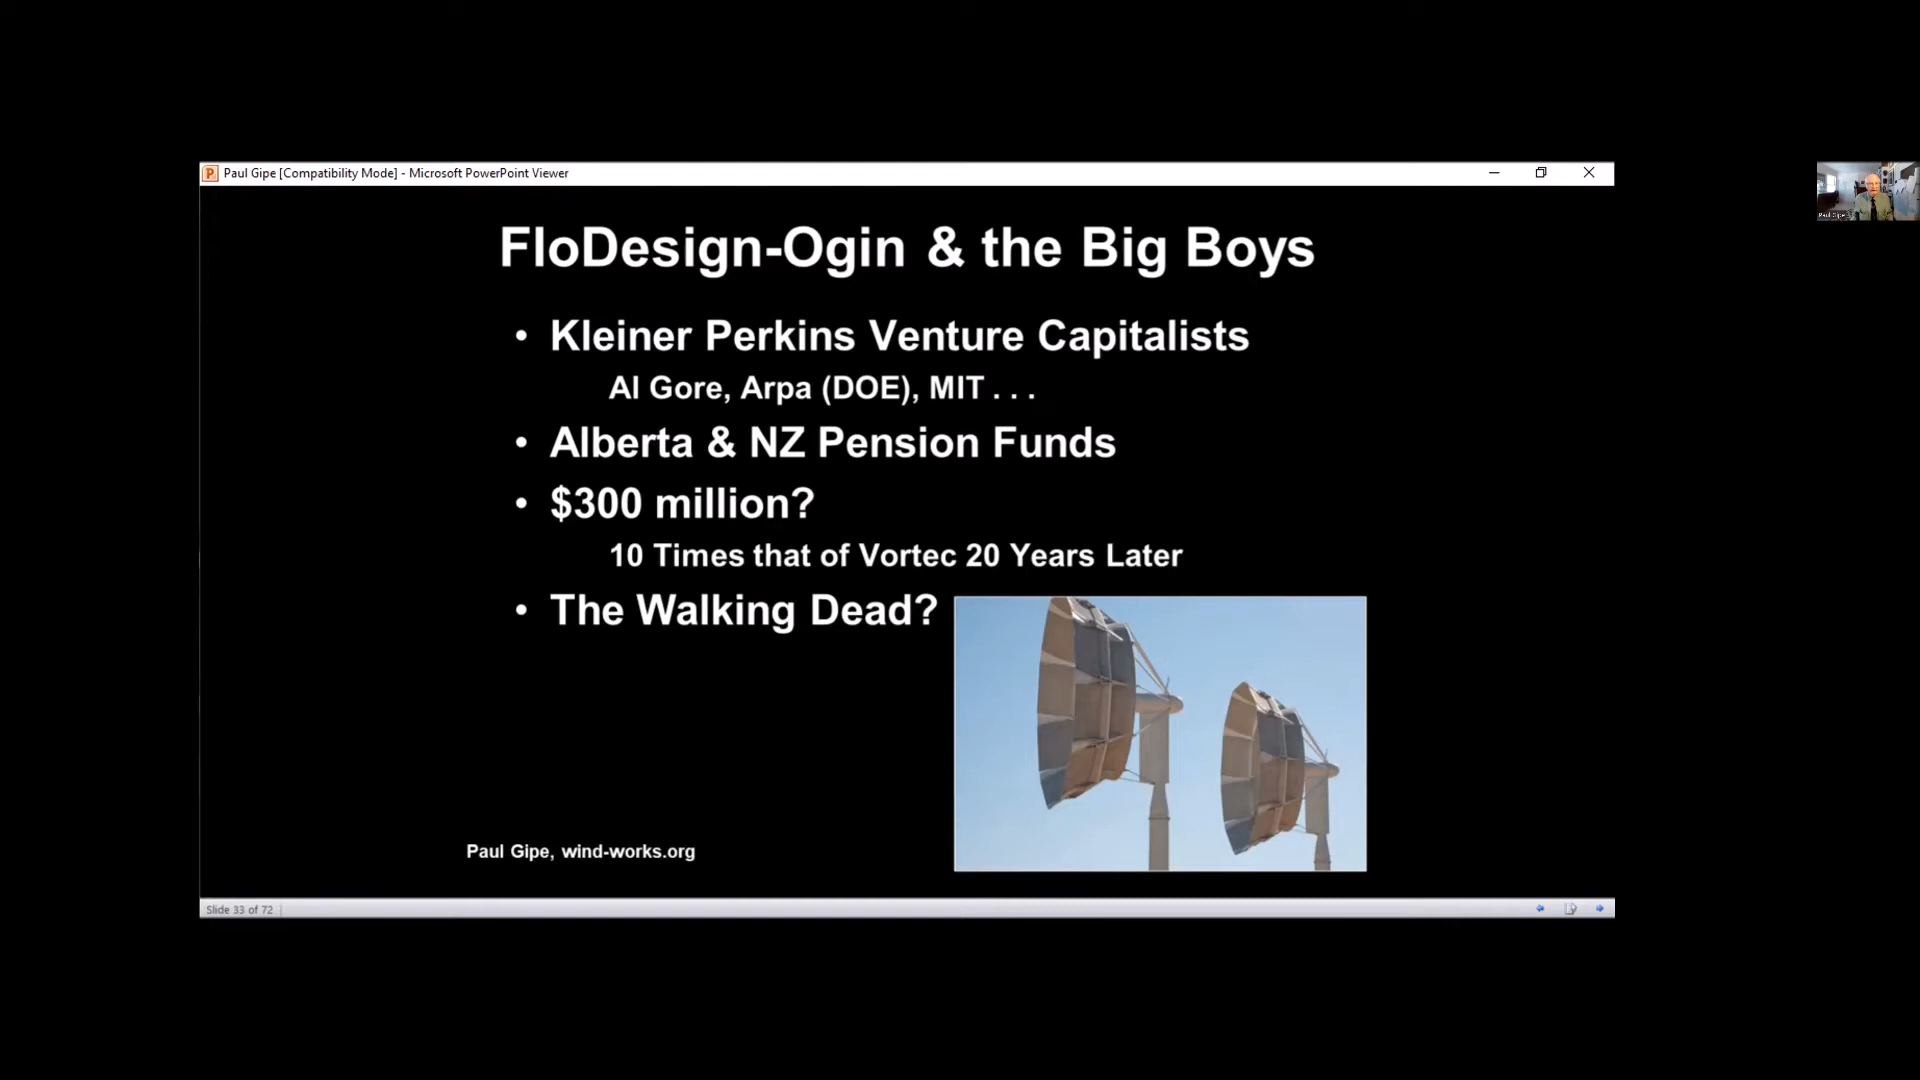 Paul Gipe [Compatibility Mode] - Microsoft PowerPoint Viewer
FloDesign-Ogin & the Big Boys
• Kleiner Perkins Venture Capitalists
Al Gore, Arpa (DOE), MIT . . .
• Alberta & NZ Pension Funds
• $300 million?
10 Times that of Vortec 20 Years Later
• The Walking Dead?
Paul Gipe, wind-works.org
Slide 33 of 72
Paul Gipe